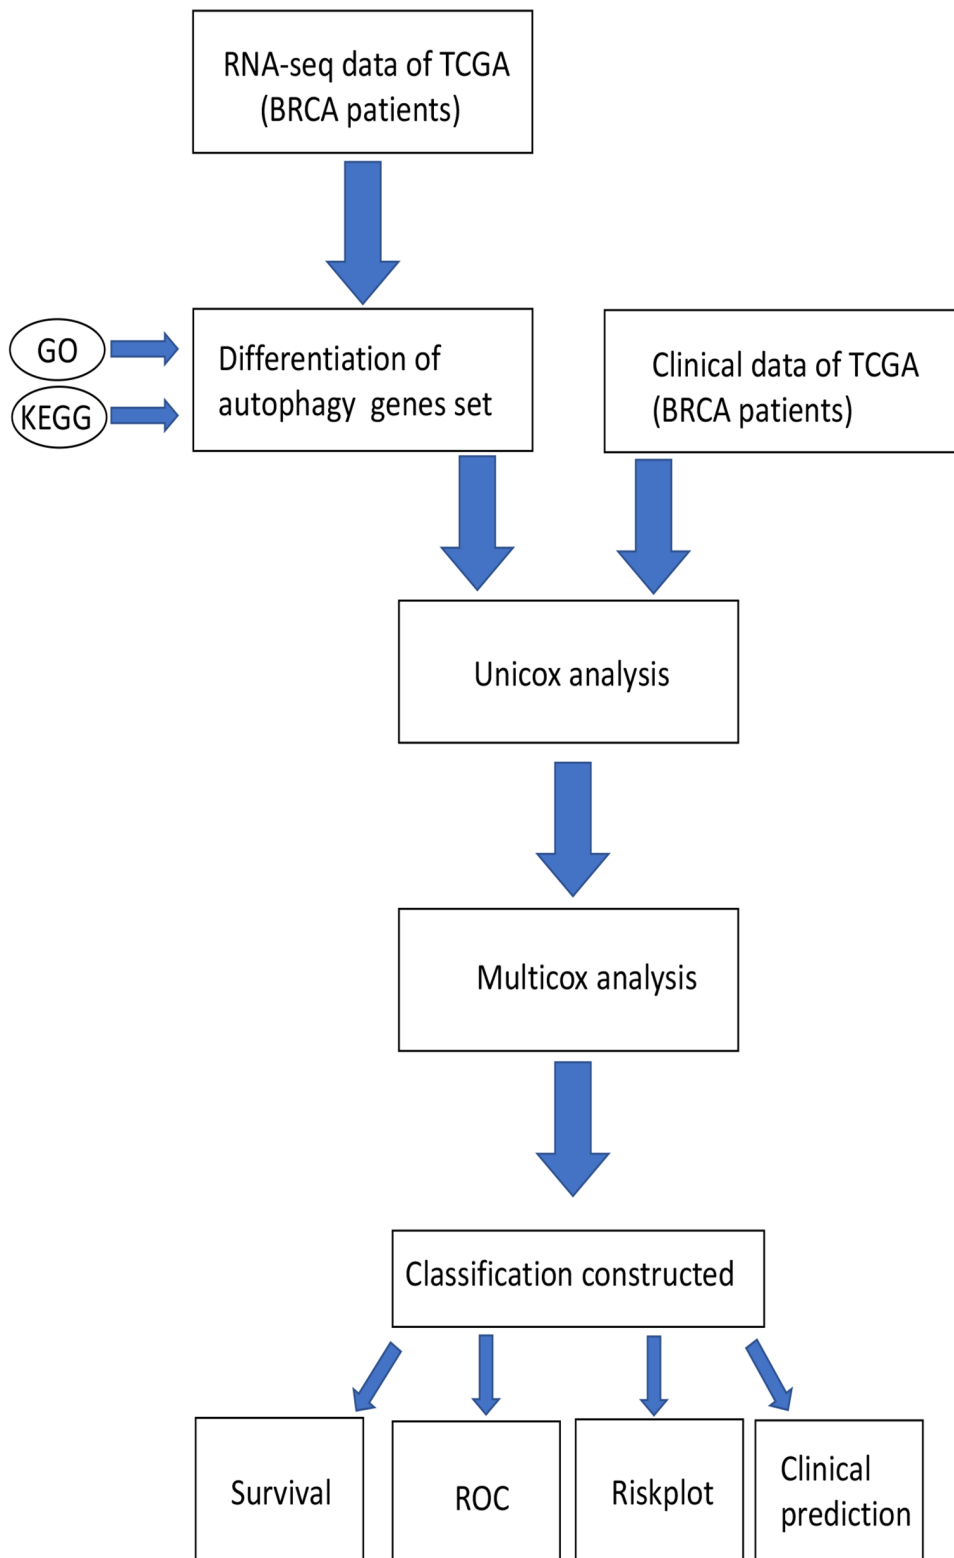 RNA-seq data of TCGA
(BRCA patients)
GO
KEGG
Differentiation of
autophagy genes set
Clinical data of TCGA
(BRCA patients)
Unicox analysis
Multicox analysis
Classification constructed
Survival
ROC
Riskplot
Clinical
prediction